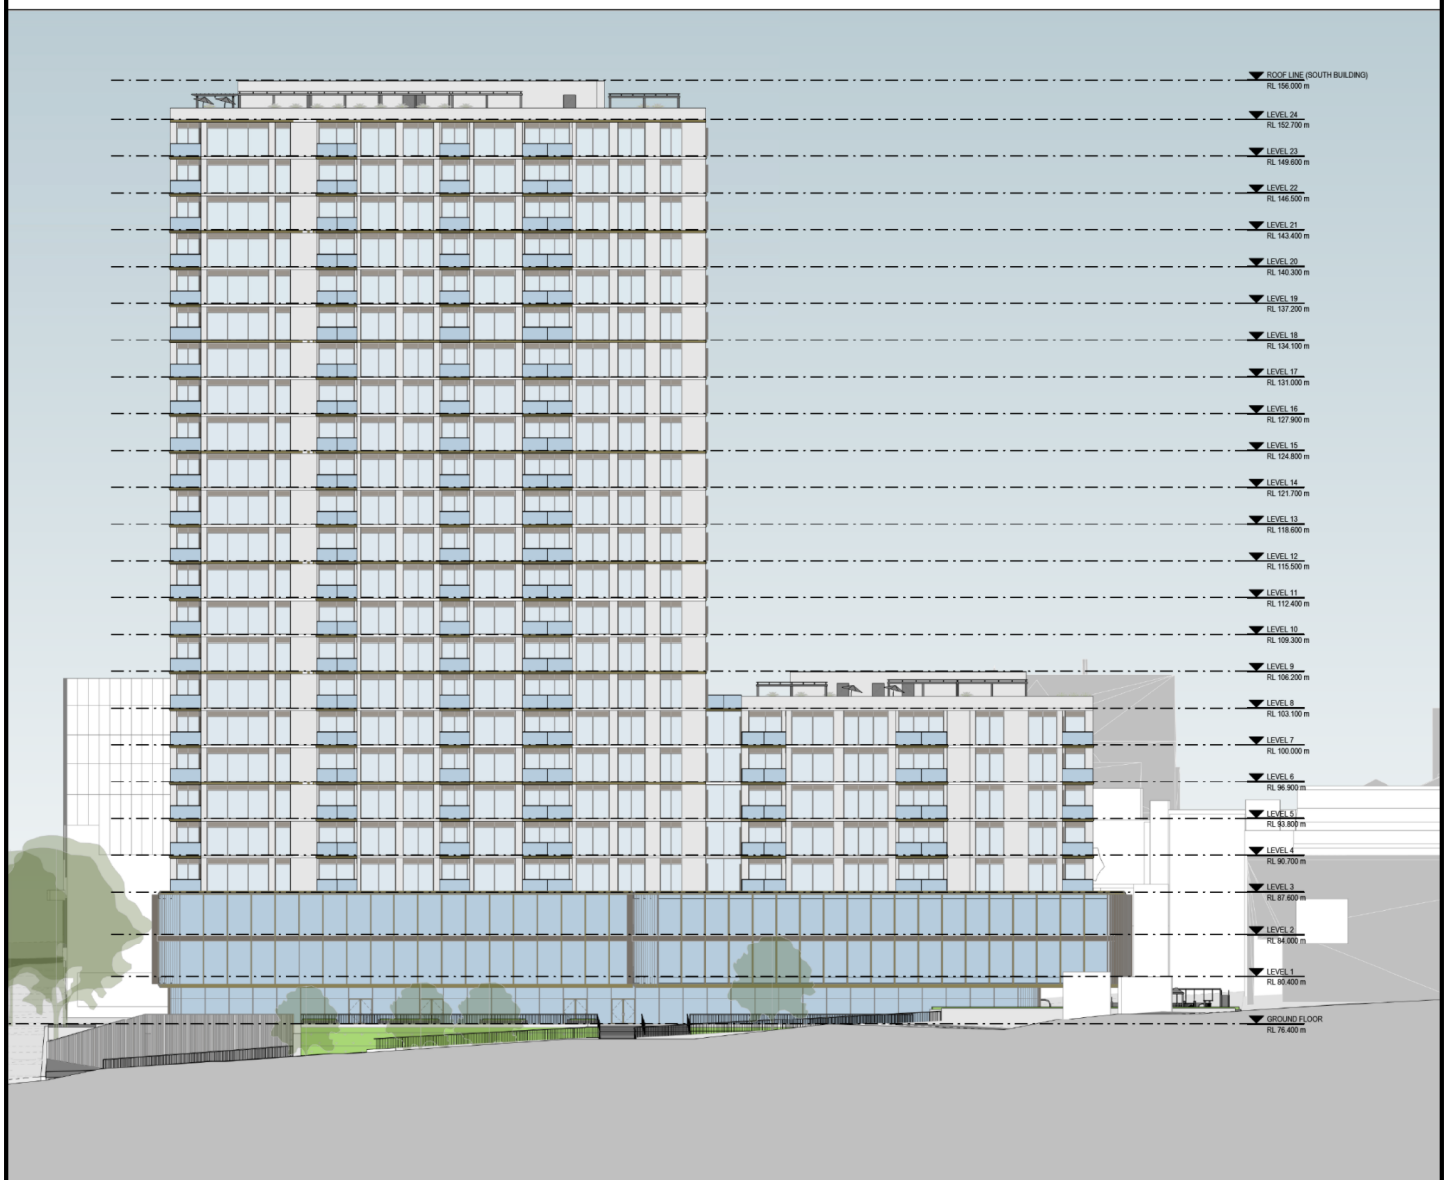 ROOF LINE (SOUTH BUILDING)
RL 156.000 m
LEVEL 24
RL 152.700 m
LEVEL 23
RL 149.600 m
LEVEL 22
RL 146.500 m
LEVEL 21
RL 143.400 m
LEVEL 20
RL 140.300 m
LEVEL 19
RL 137.200 m
LEVEL 18
RL 134.100 m
LEVEL 17
RL 131.000 m
LEVEL 16
RL 127.900 m
LEVEL 15
RL 124.800 m
LEVEL 14
RL 121.700 m
LEVEL 13
RL 118.600 m
LEVEL 12
RL 115.500 m
LEVEL 11
RL 112.400 m
LEVEL 10
RL 109.300 m
LEVEL 9
RL 106.200 m
LEVEL 8
RL 103.100 m
LEVEL 7
RL 100.000 m
LEVEL 6
RL 96.900 m
LEVEL 5
RL 93.800 m
LEVEL 4
RL 90.700 m
LEVEL 3
RL 87.600 m
LEVEL 2
RL 84.000 m
LEVEL 1
RL 80.400 m
GROUND FLOOR
RL 76.400 m